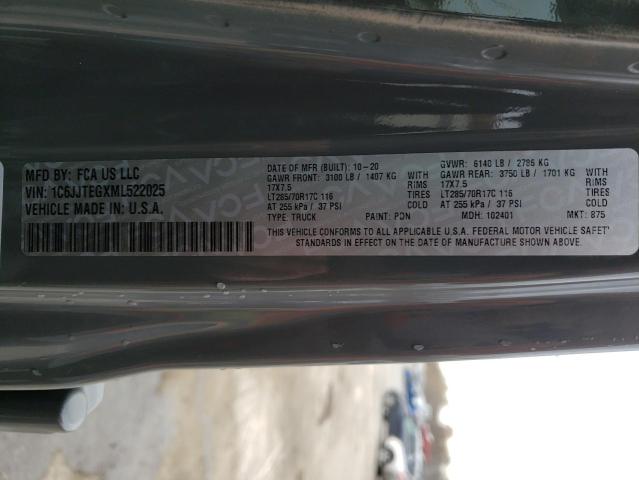 MFD BY: FCA US LLC
VIN: 1C6JJTEGXML522025
VEHICLE MADE IN: U.S.A.
DATE OF MFR (BUILT): 10-20
GVWR: 6140 LB / 2785 KG
GAWR FRONT: 3100 LB / 1407 KG WITH GAWR REAR: 3750 LB / 1701 KG WITH
17X7.5 RIMS 17X7.5 RIMS
LT285/70R17C 116 TIRES LT285/70R17C 116 TIRES
AT 255 kPa / 37 PSI COLD AT 255 kPa / 37 PSI COLD
TYPE: TRUCK PAINT: PDN MDH: 102401 MKT: 875
THIS VEHICLE CONFORMS TO ALL APPLICABLE U.S.A. FEDERAL MOTOR VEHICLE SAFETY
STANDARDS IN EFFECT ON THE DATE OF MANUFACTURE SHOWN ABOVE.